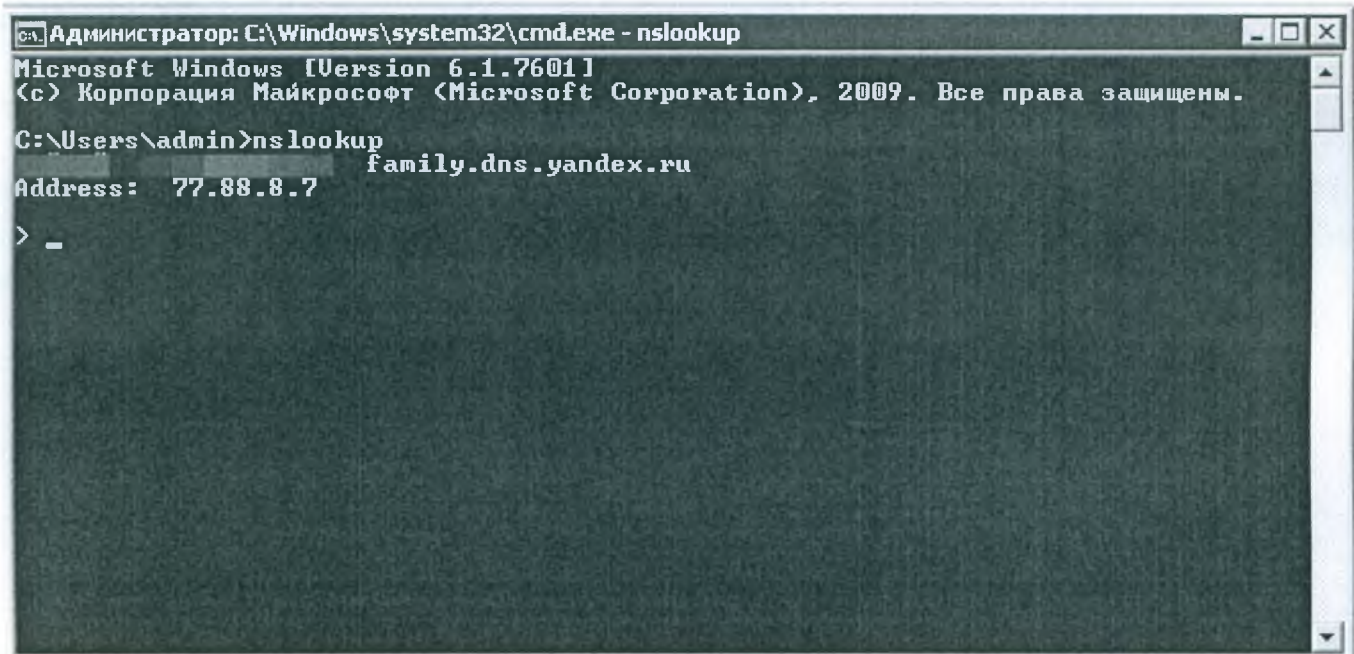 Администратор: C:\Windows\system32\cmd.exe - nslookup
Microsoft Windows [Version 6.1.7601]
(c) Корпорация Майкрософт (Microsoft Corporation), 2009. Все права защищены.
C:\Users\admin>nslookup
family.dns.yandex.ru
Address: 77.88.8.7
> _